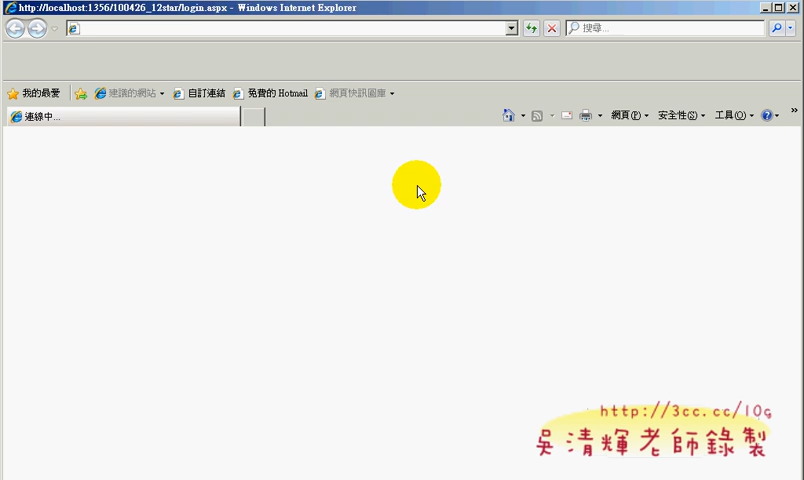 http://localhost:1356/100426_12star/login.aspx - Windows Internet Explorer
搜尋...
我的最愛 建議的網站 自訂連結 免費的 Hotmail 網頁快訊圖庫
連線中... 網頁(P) 安全性(S) 工具(O) »
http://3cc.cc/10g
吳清輝老師錄製